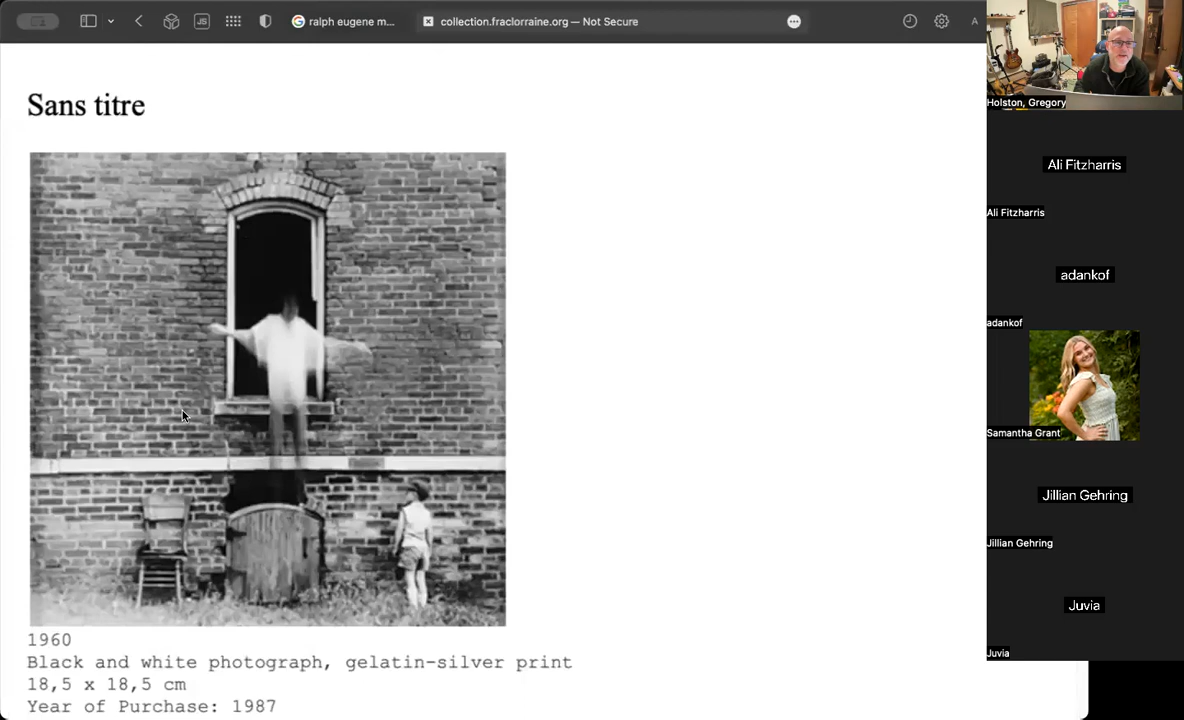 JS
ralph eugene m...
collection.fraclorraine.org — Not Secure
A
Sans titre
1960
Black and white photograph, gelatin-silver print
18,5 x 18,5 cm
Year of Purchase: 1987
Holston, Gregory
Ali Fitzharris
Ali Fitzharris
adankof
adankof
Samantha Grant
Jillian Gehring
Jillian Gehring
Juvia
Juvia